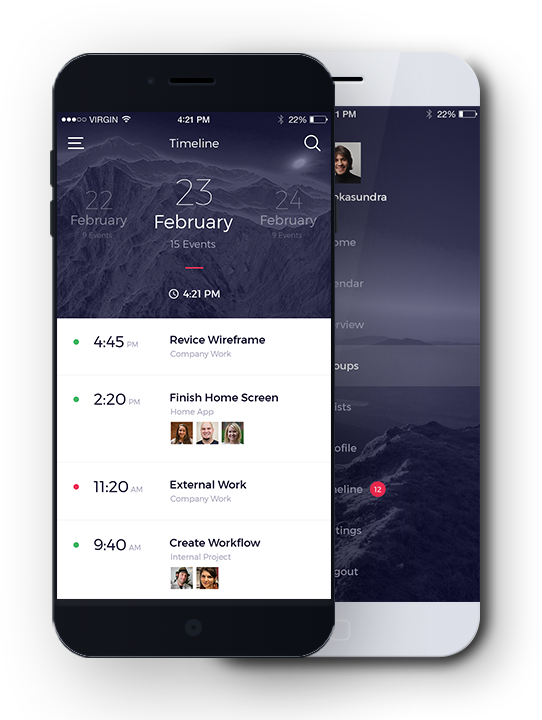 VIRGIN 4:21 PM 22%
Timeline
22
February
9 Events
23
February
15 Events
24
February
9 Events
4:21 PM
4:45 PM Revice Wireframe
Company Work
2:20 PM Finish Home Screen
Home App
11:20 AM External Work
Company Work
9:40 AM Create Workflow
Internal Project
1 PM 22%
okasundra
ome
endar
erview
oups
ists
ofile
meline 12
tings
gout